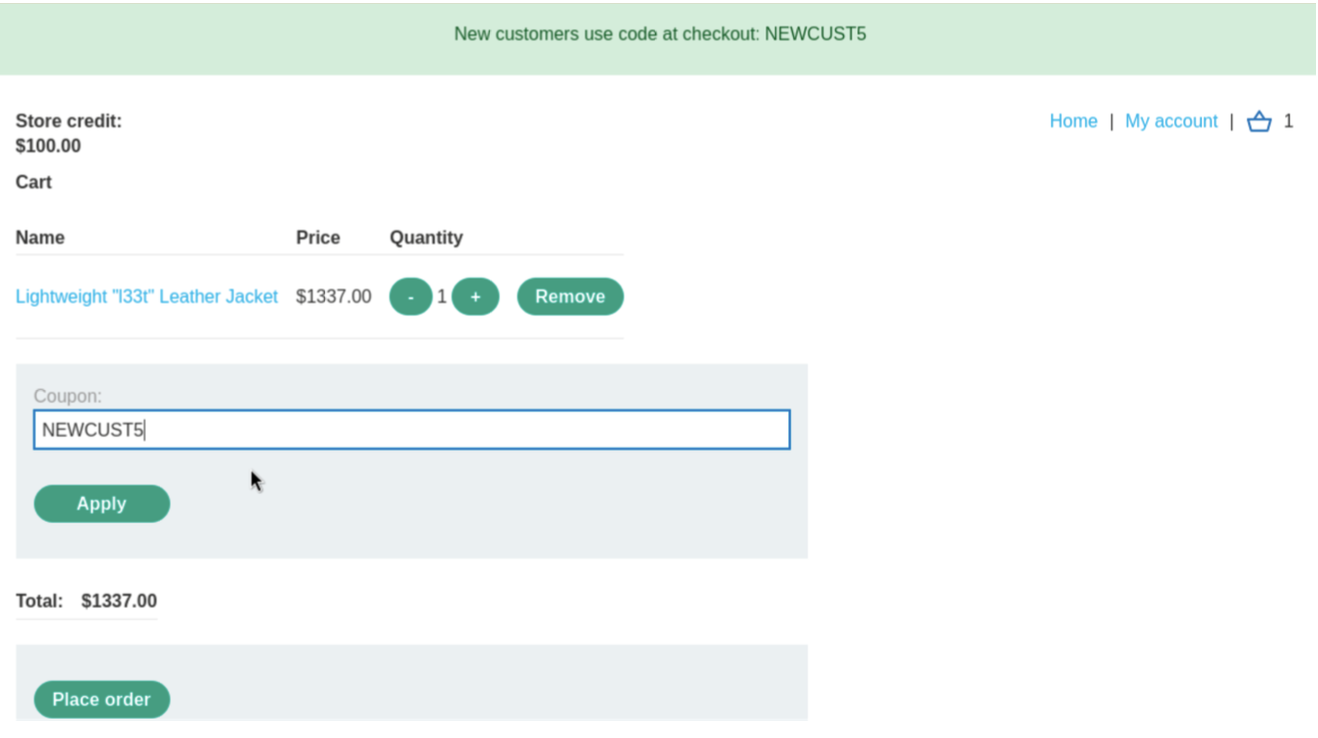 New customers use code at checkout: NEWCUST5
Store credit:
$100.00
Home | My account | 1
Cart
Name Price Quantity
Lightweight "l33t" Leather Jacket $1337.00 - 1 + Remove
Coupon:
NEWCUST5
Apply
Total: $1337.00
Place order